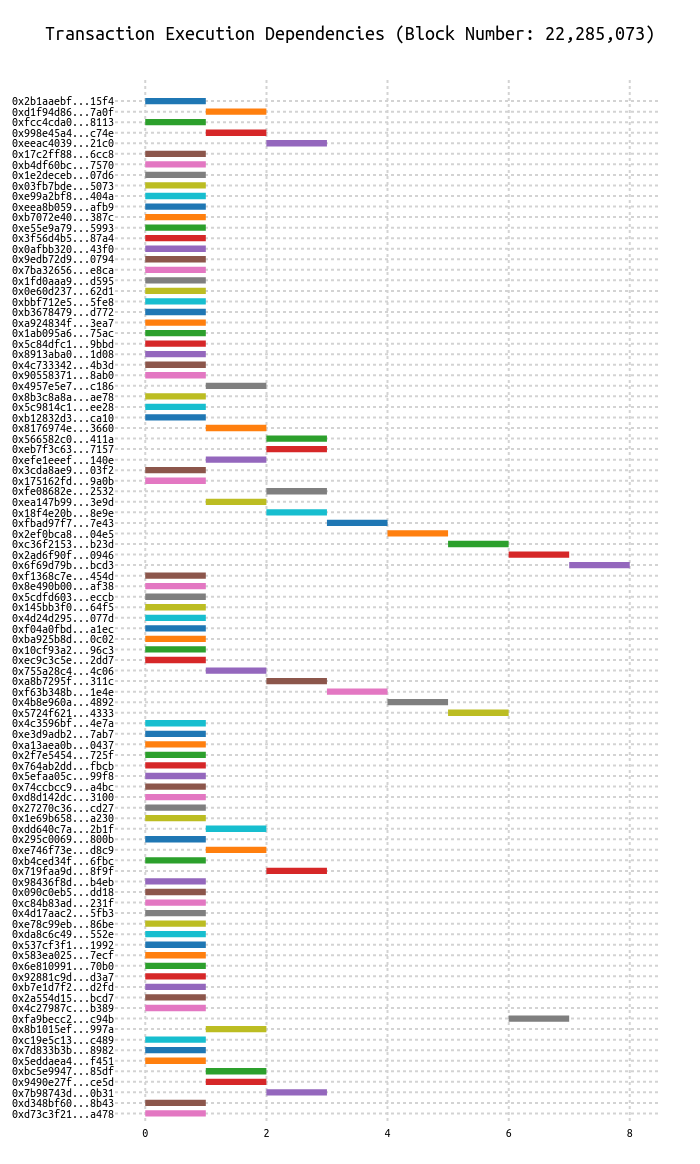 Transaction Execution Dependencies (Block Number: 22,285,073)
0x2b1aaebf...15f4
0xd1f94d86...7a0f
0xfcc4cda0...8113
0x998e45a4...c74e
0xeeac4039...21c0
0x17c2ff88...6cc8
0xb4df60bc...7570
0x1e2deceb...07d6
0x03fb7bde...5073
0xe99a2bf8...404a
0xeea8b059...afb9
0xb7072e40...387c
0xe55e9a79...5993
0x3f56d4b5...87a4
0x0afbb320...43f0
0x9edb72d9...0794
0x7ba32656...e8ca
0x1fd0aaa9...d595
0x0e60d237...62d1
0xbbf712e5...5fe8
0xb3678479...d772
0xa924834f...3ea7
0x1ab095a6...75ac
0x5c84dfc1...9bbd
0x8913aba0...1d08
0x4c733342...4b3d
0x90558371...8ab0
0x4957e5e7...c186
0x8b3c8a8a...ae78
0x5c9814c1...ee28
0xb12832d3...ca10
0x8176974e...3660
0x566582c0...411a
0xeb7f3c63...7157
0xefe1eeef...140e
0x3cda8ae9...03f2
0x175162fd...9a0b
0xfe08682e...2532
0xea147b99...3e9d
0x18f4e20b...8e9e
0xfbad97f7...7e43
0x2ef0bca8...04e5
0xc36f2153...b23d
0x2ad6f90f...0946
0x6f69d79b...bcd3
0xf1368c7e...454d
0x8e490b00...af38
0x5cdfd603...eccb
0x145bb3f0...64f5
0x4d24d295...077d
0xf04a0fbd...a1ec
0xba925b8d...0c02
0x10cf93a2...96c3
0xec9c3c5e...2dd7
0x755a28c4...4c06
0xa8b7295f...311c
0xf63b348b...1e4e
0x4b8e960a...4892
0x5724f621...4333
0x4c3596bf...4e7a
0xe3d9adb2...7ab7
0xa13aea0b...0437
0x2f7e5454...725f
0x764ab2dd...fbcb
0x5efaa05c...99f8
0x74ccbcc9...a4bc
0xd8d142dc...3100
0x27270c36...cd27
0x1e69b658...a230
0xdd640c7a...2b1f
0x295c0069...800b
0xe746f73e...d8c9
0xb4ced34f...6fbc
0x719faa9d...8f9f
0x98436f8d...b4eb
0x090c0eb5...dd18
0xc84b83ad...231f
0x4d17aac2...5fb3
0xe78c99eb...86be
0xda8c6c49...552e
0x537cf3f1...1992
0x583ea025...7ecf
0x6e810991...70b0
0x92881c9d...d3a7
0xb7e1d7f2...d2fd
0x2a554d15...bcd7
0x4c27987c...b389
0xfa9becc2...c94b
0x8b1015ef...997a
0xc19e5c13...c489
0x7d833b3b...8982
0x5eddaea4...f451
0xbc5e9947...85df
0x9490e27f...ce5d
0x7b98743d...0b31
0xd348bf60...8b43
0xd73c3f21...a478
0 2 4 6 8